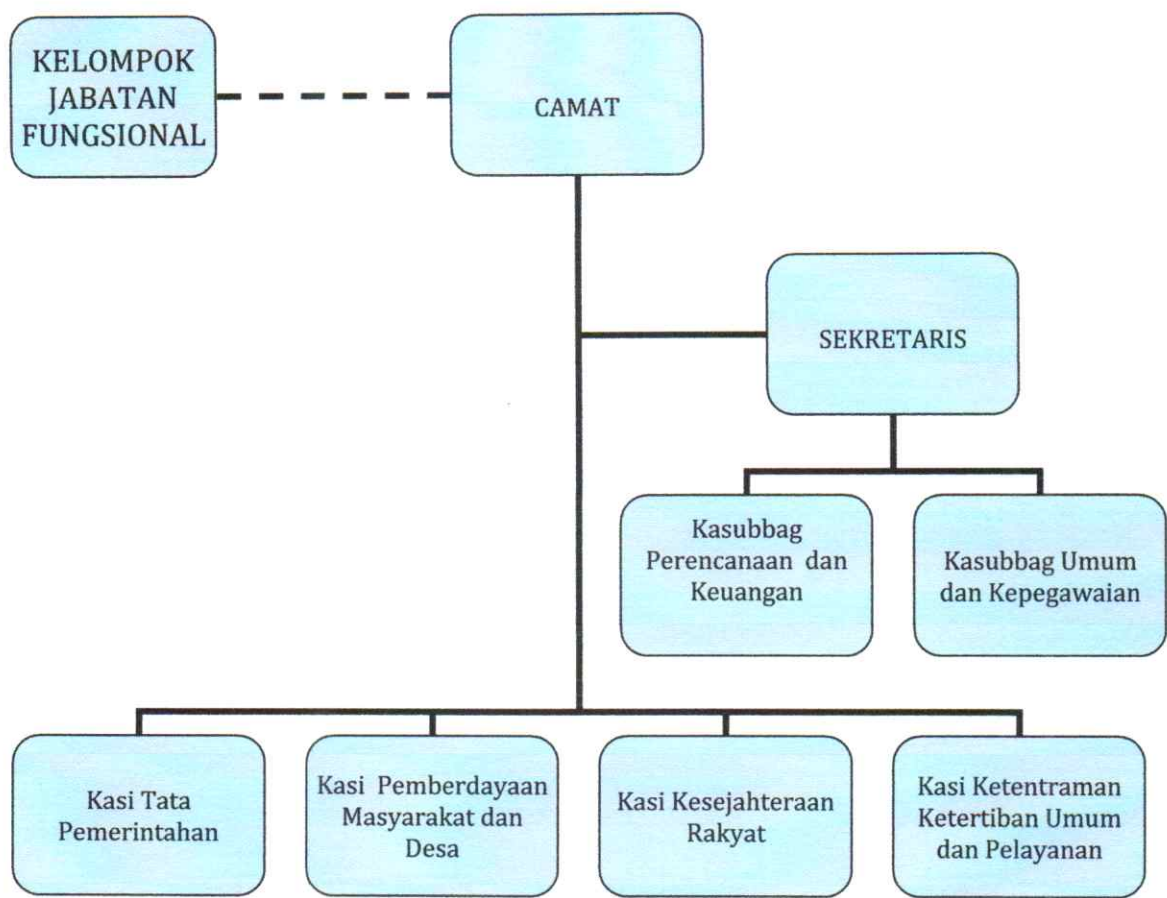 KELOMPOK
JABATAN
FUNGSIONAL
CAMAT
SEKRETARIS
Kasubbag
Perencanaan dan
Keuangan
Kasubbag Umum
dan Kepegawaian
Kasi Tata
Pemerintahan
Kasi Pemberdayaan
Masyarakat dan
Desa
Kasi Kesejahteraan
Rakyat
Kasi Ketentraman
Ketertiban Umum
dan Pelayanan